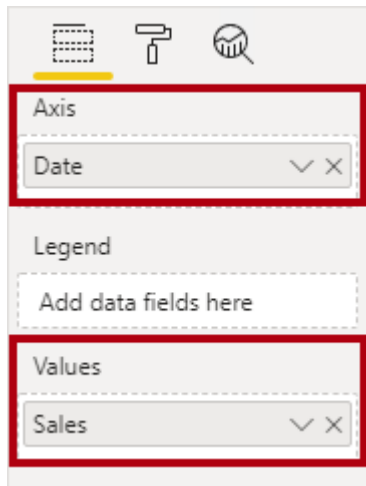 Axis
Date
Legend
Add data fields here
Values
Sales